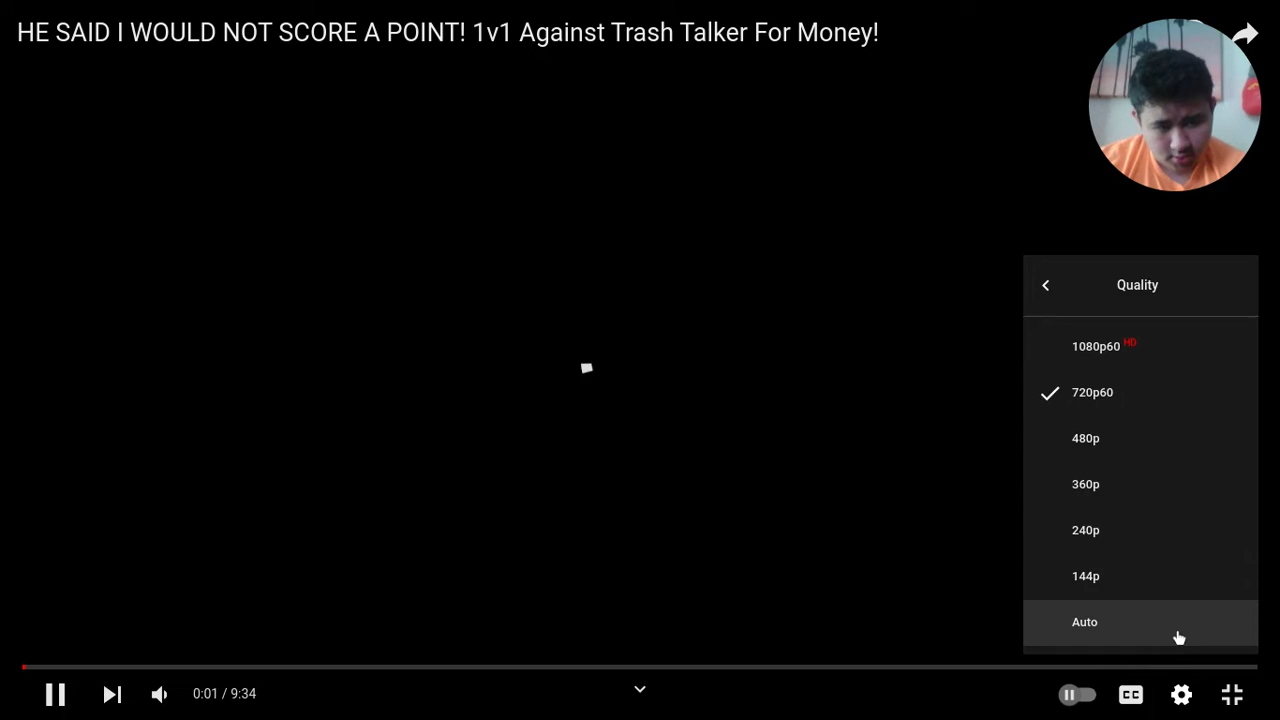 HE SAID I WOULD NOT SCORE A POINT! 1v1 Against Trash Talker For Money!
Quality
1080p60 HD
720p60
480p
360p
240p
144p
Auto
0:01 / 9:34
CC